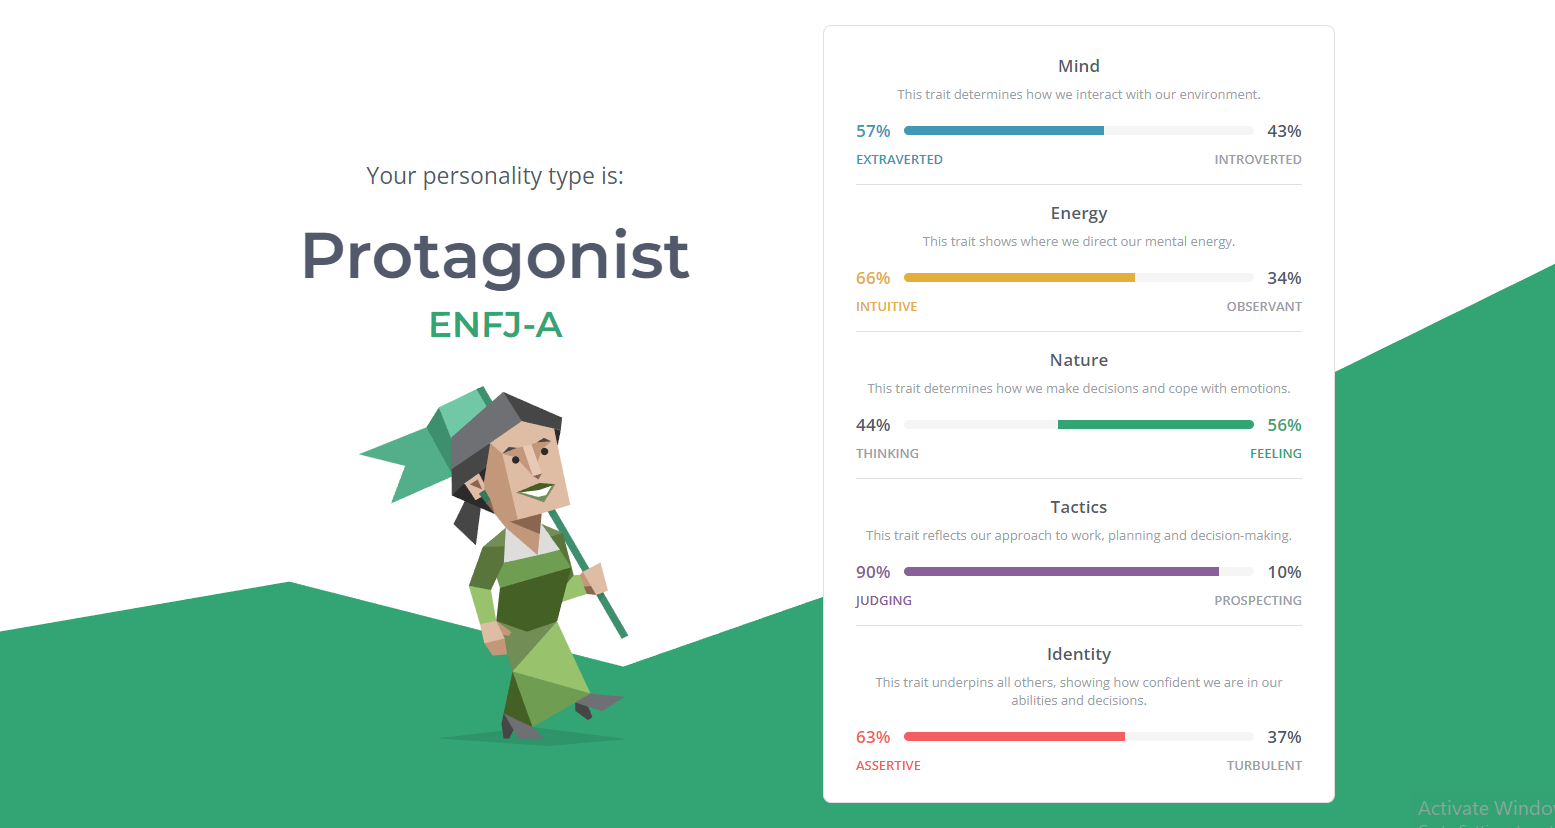 Your personality type is:
Protagonist
ENFJ-A
Mind
This trait determines how we interact with our environment.
57% 43%
EXTRAVERTED INTROVERTED
Energy
This trait shows where we direct our mental energy.
66% 34%
INTUITIVE OBSERVANT
Nature
This trait determines how we make decisions and cope with emotions.
44% 56%
THINKING FEELING
Tactics
This trait reflects our approach to work, planning and decision-making.
90% 10%
JUDGING PROSPECTING
Identity
This trait underpins all others, showing how confident we are in our
abilities and decisions.
63% 37%
ASSERTIVE TURBULENT
Activate Windo